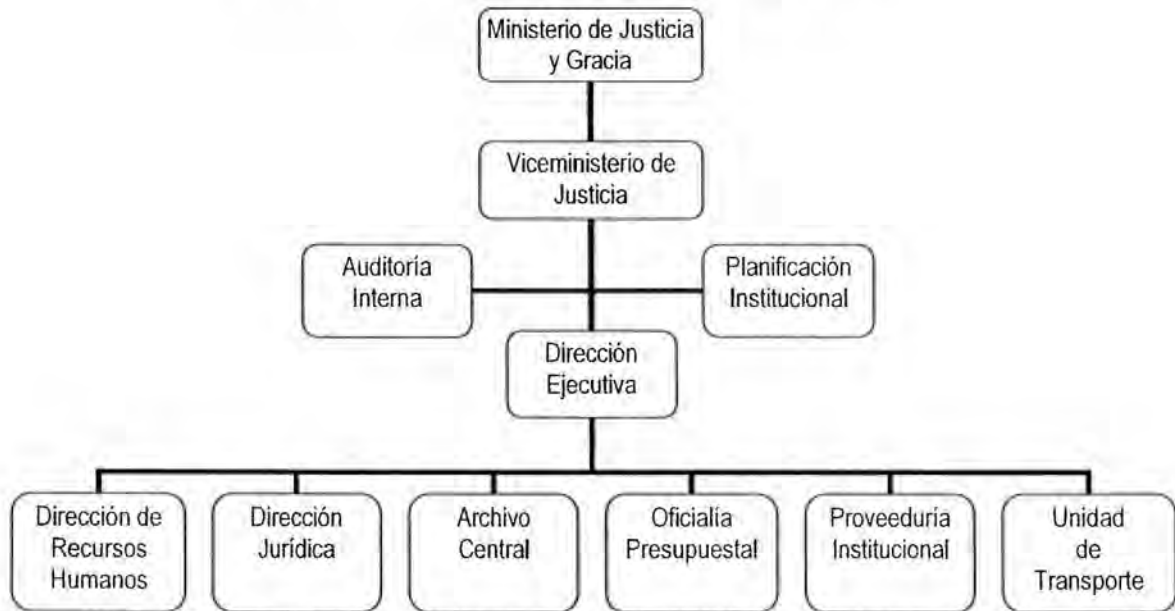 Ministerio de Justicia
y Gracia
Viceministerio de
Justicia
Auditoría
Interna
Planificación
Institucional
Dirección
Ejecutiva
Dirección de
Recursos
Humanos
Dirección
Jurídica
Archivo
Central
Oficialía
Presupuestal
Proveeduría
Institucional
Unidad
de
Transporte